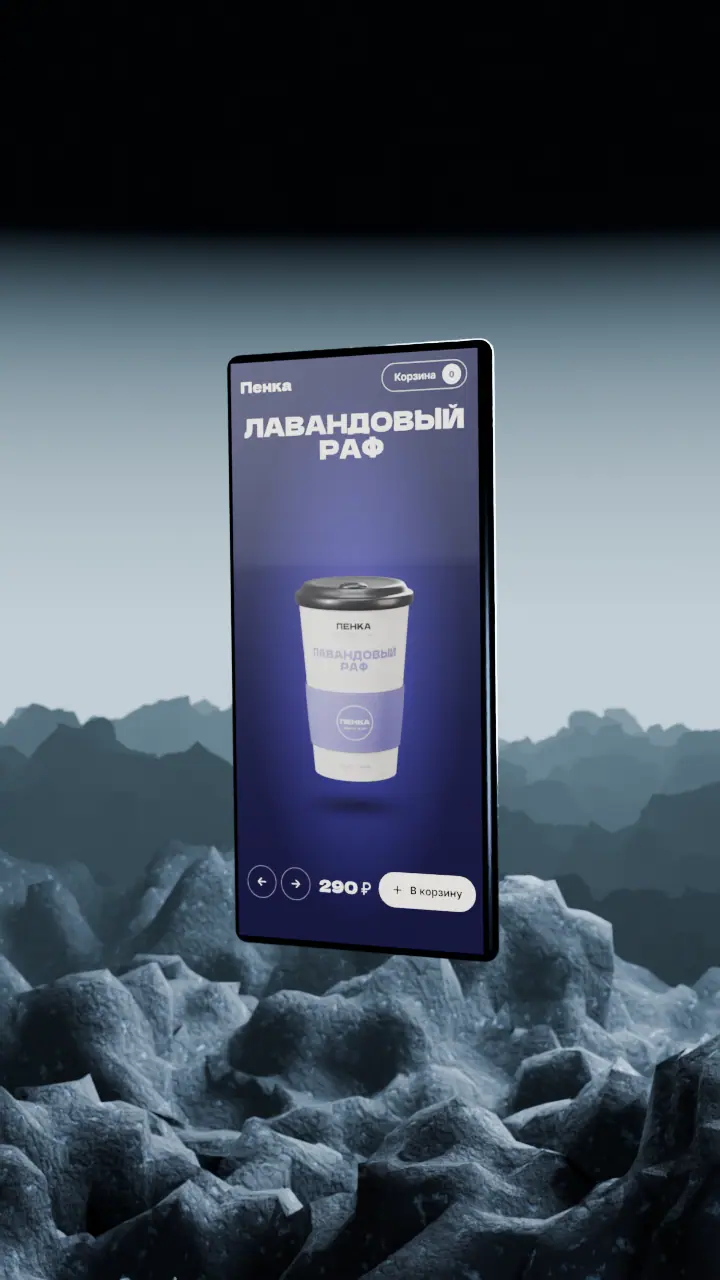 Пенка
Корзина 0
ЛАВАНДОВЫЙ
РАФ
ПЕНКА
ЛАВАНДОВЫЙ
РАФ
ПЕНКА
290 ₽
+ В корзину